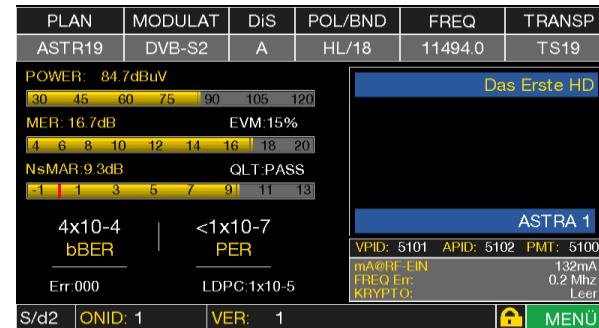 PLAN MODULAT DiS POL/BND FREQ TRANSP
ASTR19 DVB-S2 A HL/18 11494.0 TS19
POWER: 84.7dBuV
30 45 60 75 90 105 120
MER: 16.7dB EVM:15%
4 6 8 10 12 14 16 18 20
NsMAR:9.3dB QLT:PASS
-1 1 3 5 7 9 11 13
4x10-4 <1x10-7
bBER PER
Err:000 LDPC:1x10-5
Das Erste HD
ASTRA 1
VPID: 5101 APID: 5102 PMT: 5100
mA@RF-EIN 132mA
FREQ Err: 0.2 Mhz
KRYPTO: Leer
S/d2 ONID: 1 VER: 1 MENÜ